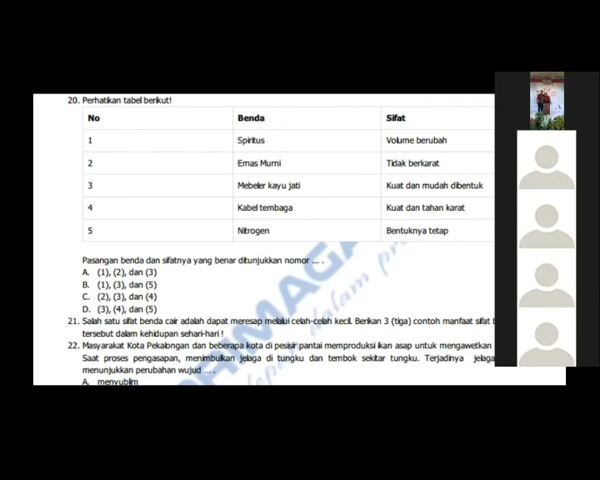 20. Perhatikan tabel berikut!
No Benda Sifat
1 Spiritus Volume berubah
2 Emas Murni Tidak berkarat
3 Mebeler kayu jati Kuat dan mudah dibentuk
4 Kabel tembaga Kuat dan tahan karat
5 Nitrogen Bentuknya tetap
Pasangan benda dan sifatnya yang benar ditunjukkan nomor ... .
A. (1), (2), dan (3)
B. (1), (3), dan (5)
C. (2), (3), dan (4)
D. (3), (4), dan (5)
21. Salah satu sifat benda cair adalah dapat meresap melalui celah-celah kecil. Berikan 3 (tiga) contoh manfaat sifat
tersebut dalam kehidupan sehari-hari !
22. Masyarakat Kota Pekalongan dan beberapa kota di pesisir pantai memproduksi ikan asap untuk mengawetkan
Saat proses pengasapan, menimbulkan jelaga di tungku dan tembok sekitar tungku. Terjadinya jelaga
menunjukkan perubahan wujud ... .
A. menyublim